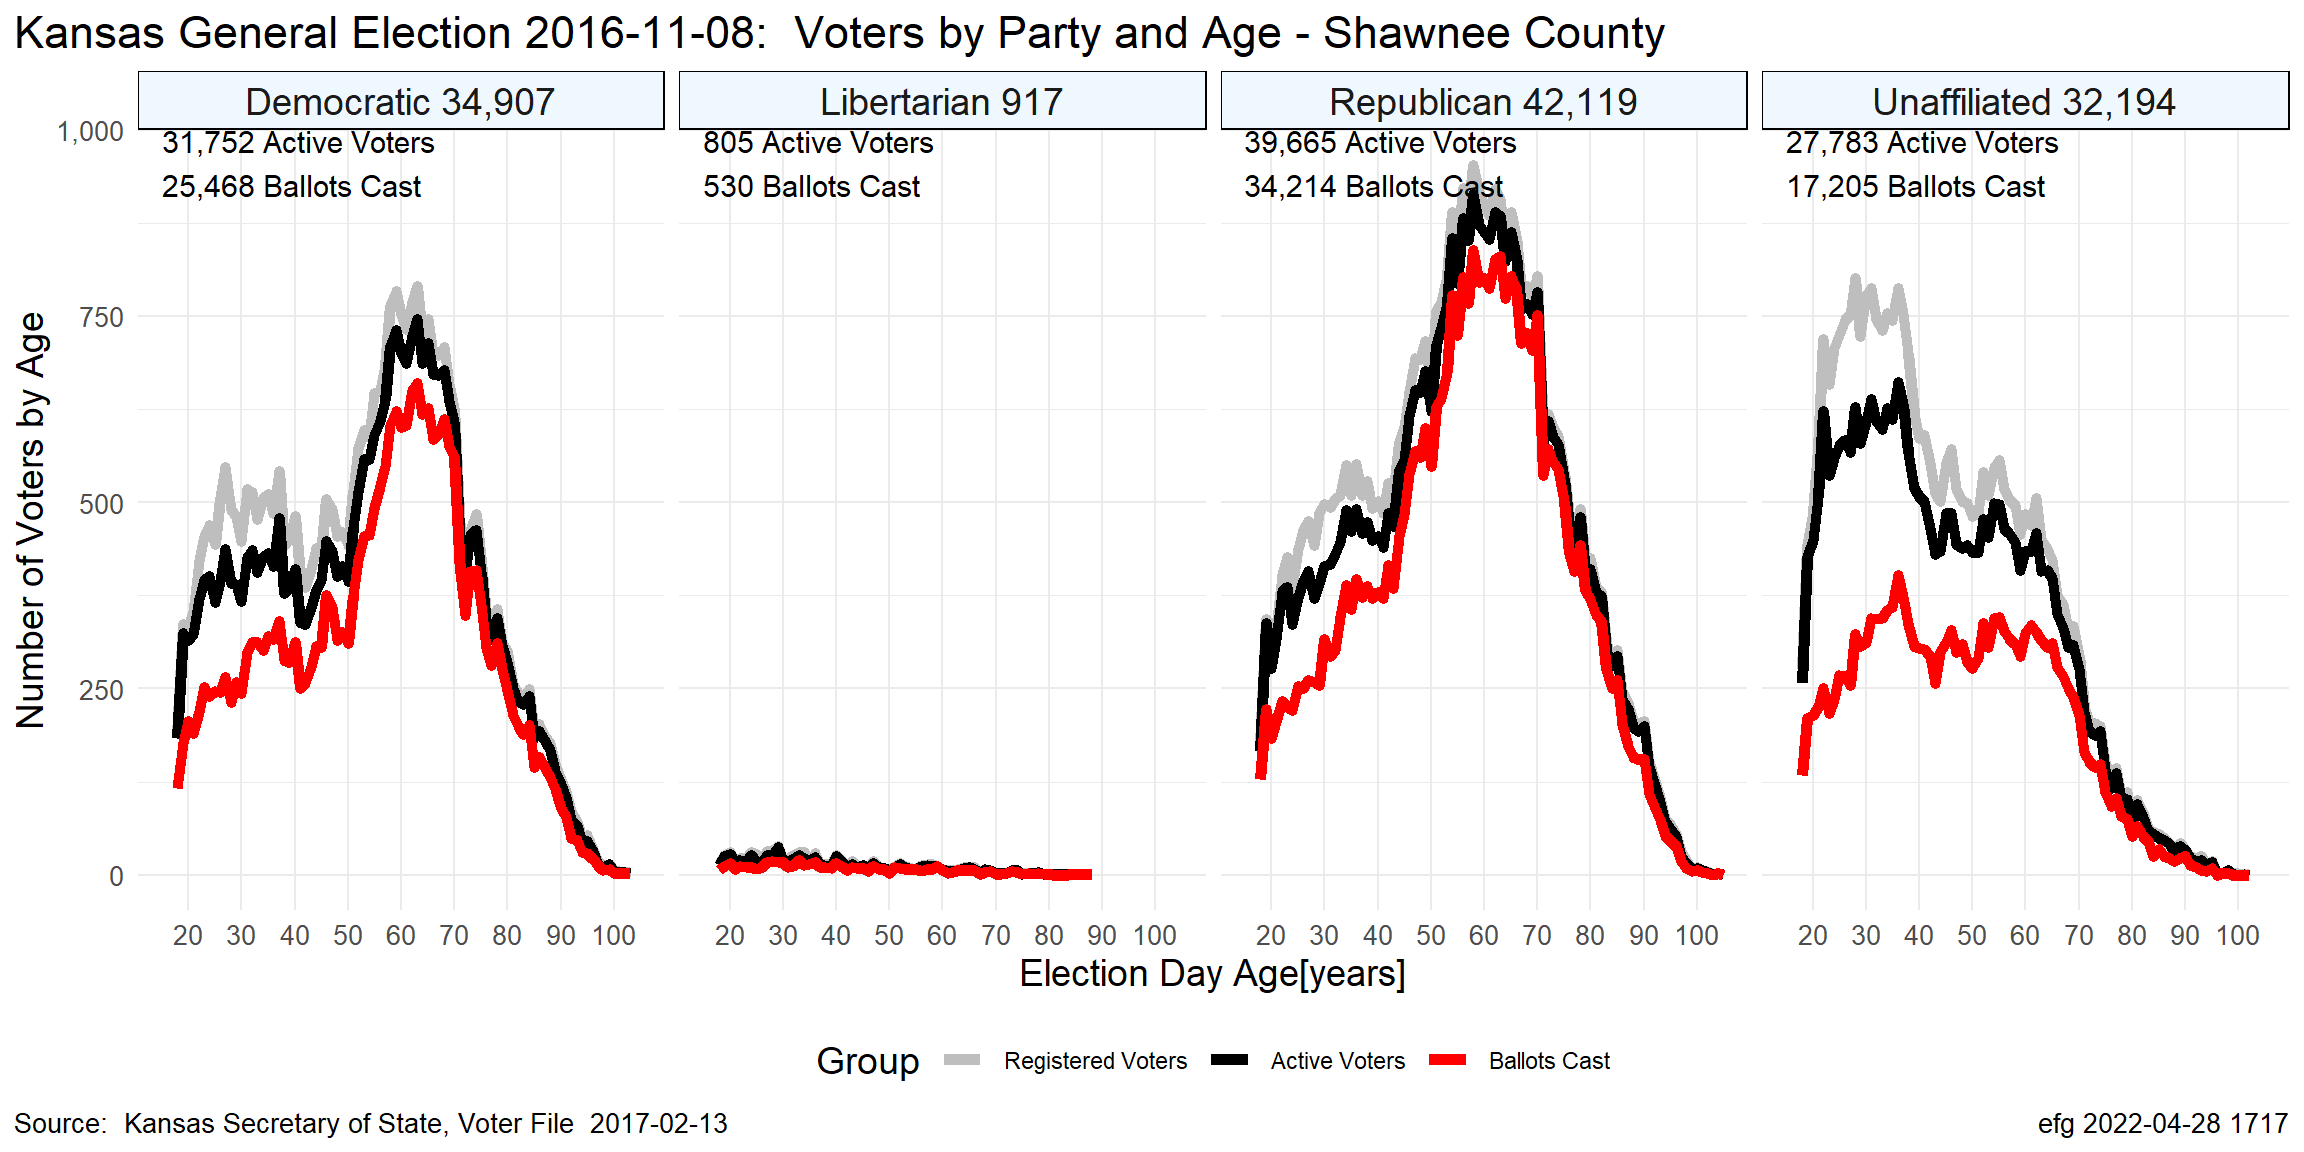 Kansas General Election 2016-11-08:  Voters by Party and Age - Shawnee County
Democratic 34,907
Libertarian 917
Republican 42,119
Unaffiliated 32,194
31,752 Active Voters
25,468 Ballots Cast
805 Active Voters
530 Ballots Cast
39,665 Active Voters
34,214 Ballots Cast
27,783 Active Voters
17,205 Ballots Cast
Number of Voters by Age
1,000
750
500
250
0
20 30 40 50 60 70 80 90 100
20 30 40 50 60 70 80 90 100
20 30 40 50 60 70 80 90 100
20 30 40 50 60 70 80 90 100
Election Day Age[years]
Group Registered Voters Active Voters Ballots Cast
Source:  Kansas Secretary of State, Voter File  2017-02-13
efg 2022-04-28 1717